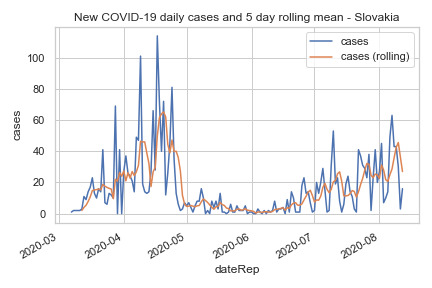 New COVID-19 daily cases and 5 day rolling mean - Slovakia
cases
cases (rolling)
100
80
60
40
20
0
cases
2020-03
2020-04
2020-05
2020-06
2020-07
2020-08
dateRep